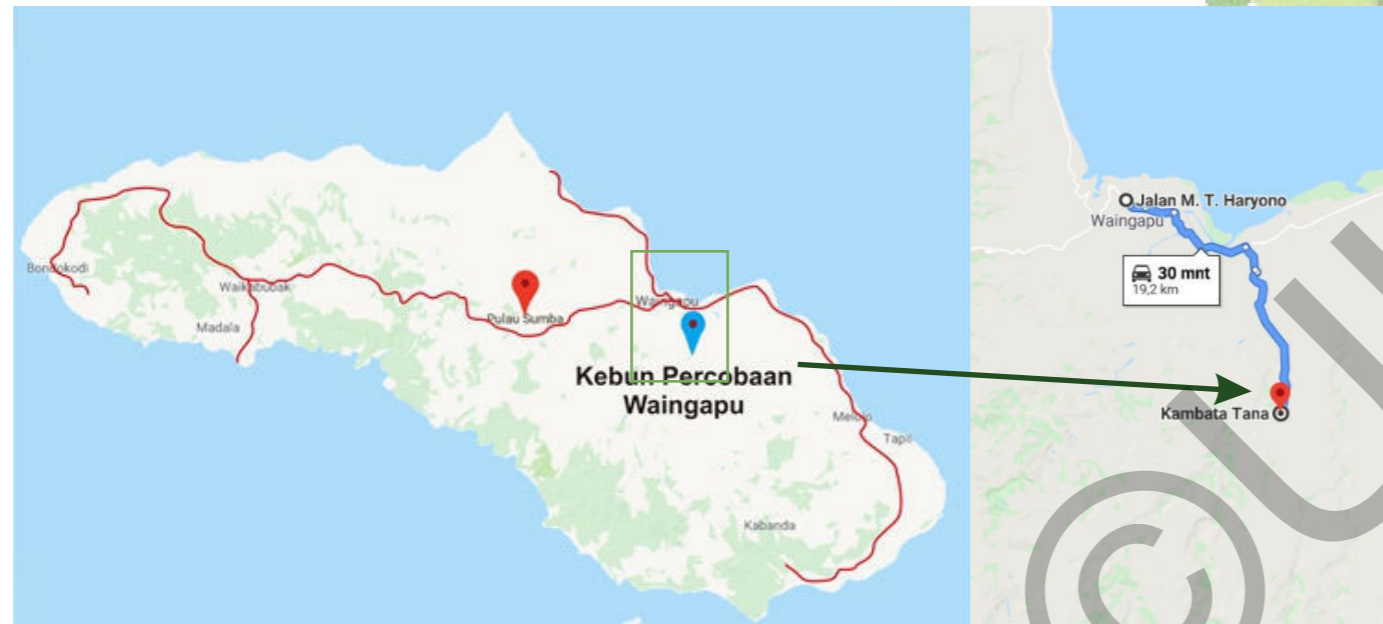 Bondokodi
Waikabubak
Madala
Pulau Sumba
Waingapu
Kebun Percobaan
Waingapu
Melolo
Tapil
Kabanda
Jalan M. T. Haryono
Waingapu
30 mnt
19,2 km
Kambata Tana
© U